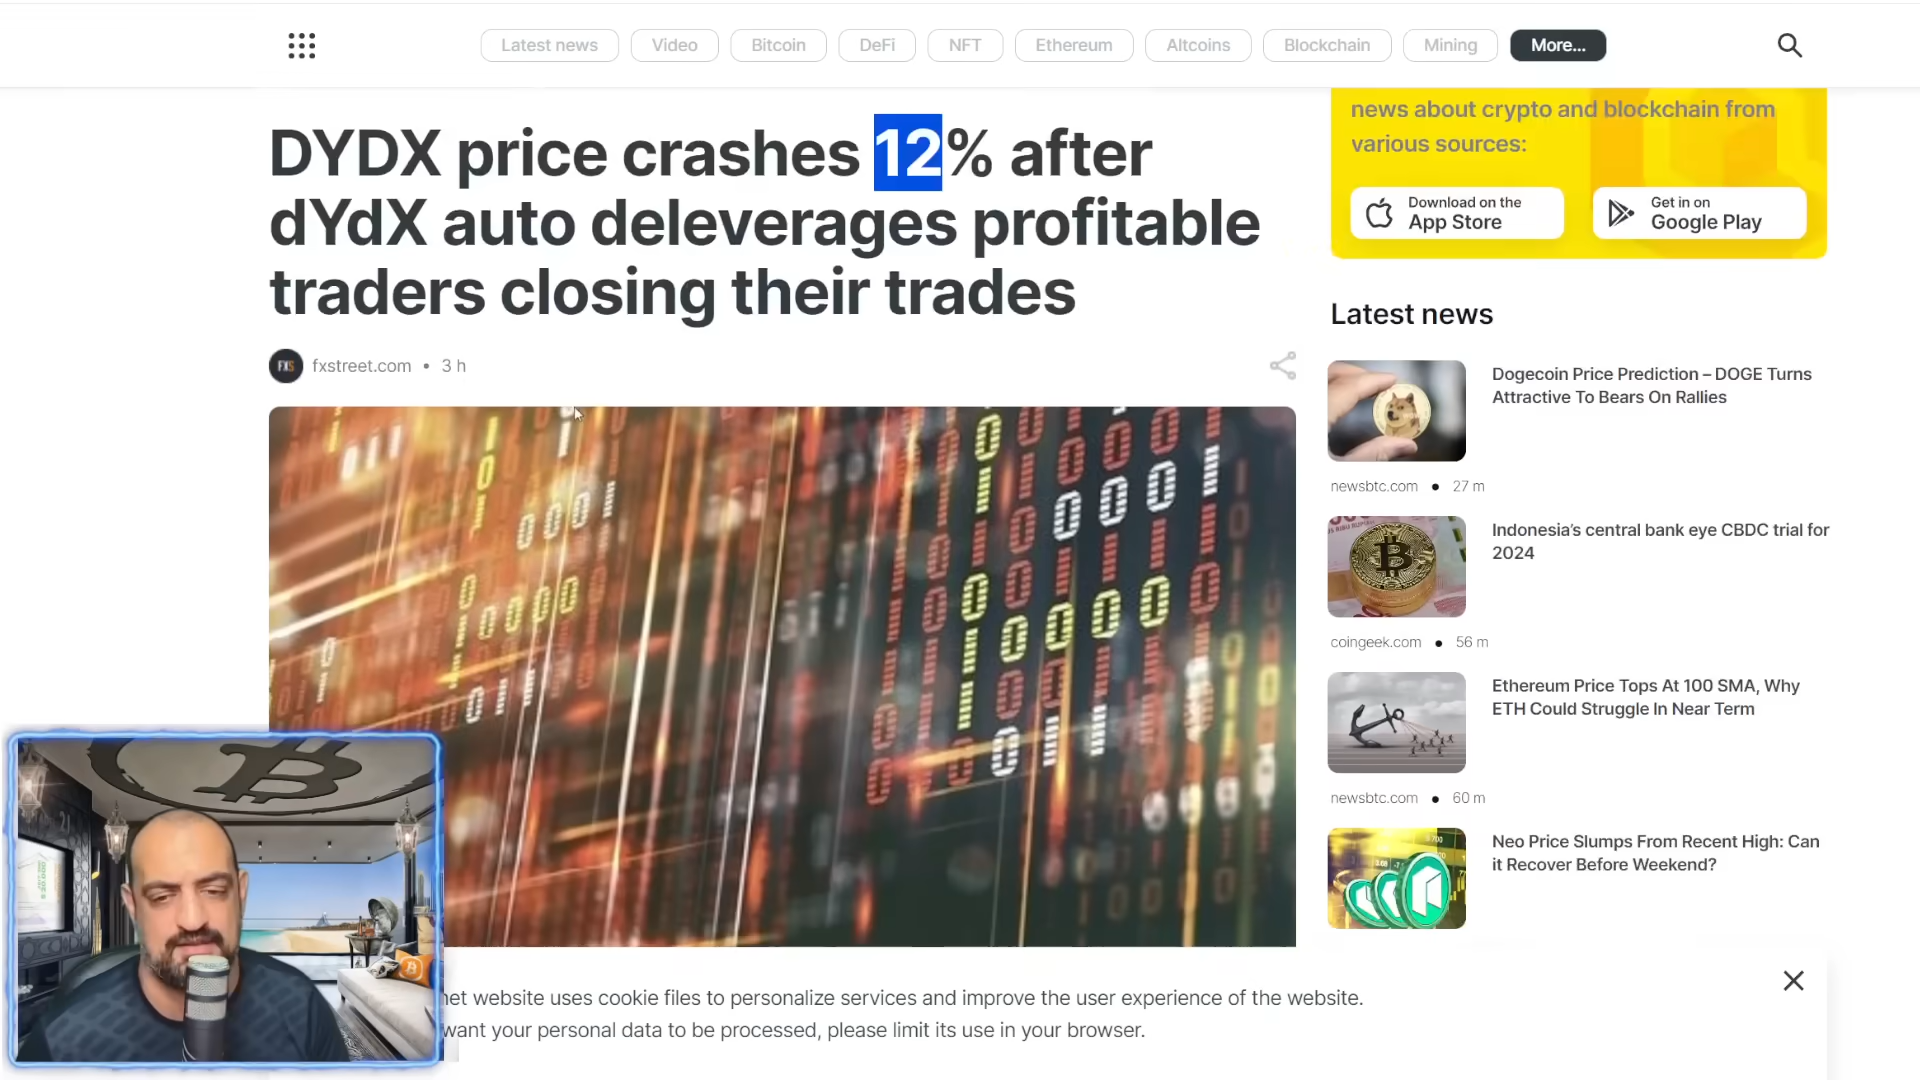 Latest news
Video
Bitcoin
DeFi
NFT
Ethereum
Altcoins
Blockchain
Mining
More...
DYDX price crashes 12% after
dYdX auto deleverages profitable
traders closing their trades
FXS
fxstreet.com • 3 h
news about crypto and blockchain from
various sources:
Download on the
App Store
Get in on
Google Play
Latest news
Dogecoin Price Prediction – DOGE Turns
Attractive To Bears On Rallies
newsbtc.com ● 27 m
Indonesia's central bank eye CBDC trial for
2024
coingeek.com ● 56 m
Ethereum Price Tops At 100 SMA, Why
ETH Could Struggle In Near Term
newsbtc.com ● 60 m
Neo Price Slumps From Recent High: Can
it Recover Before Weekend?
net website uses cookie files to personalize services and improve the user experience of the website.
want your personal data to be processed, please limit its use in your browser.